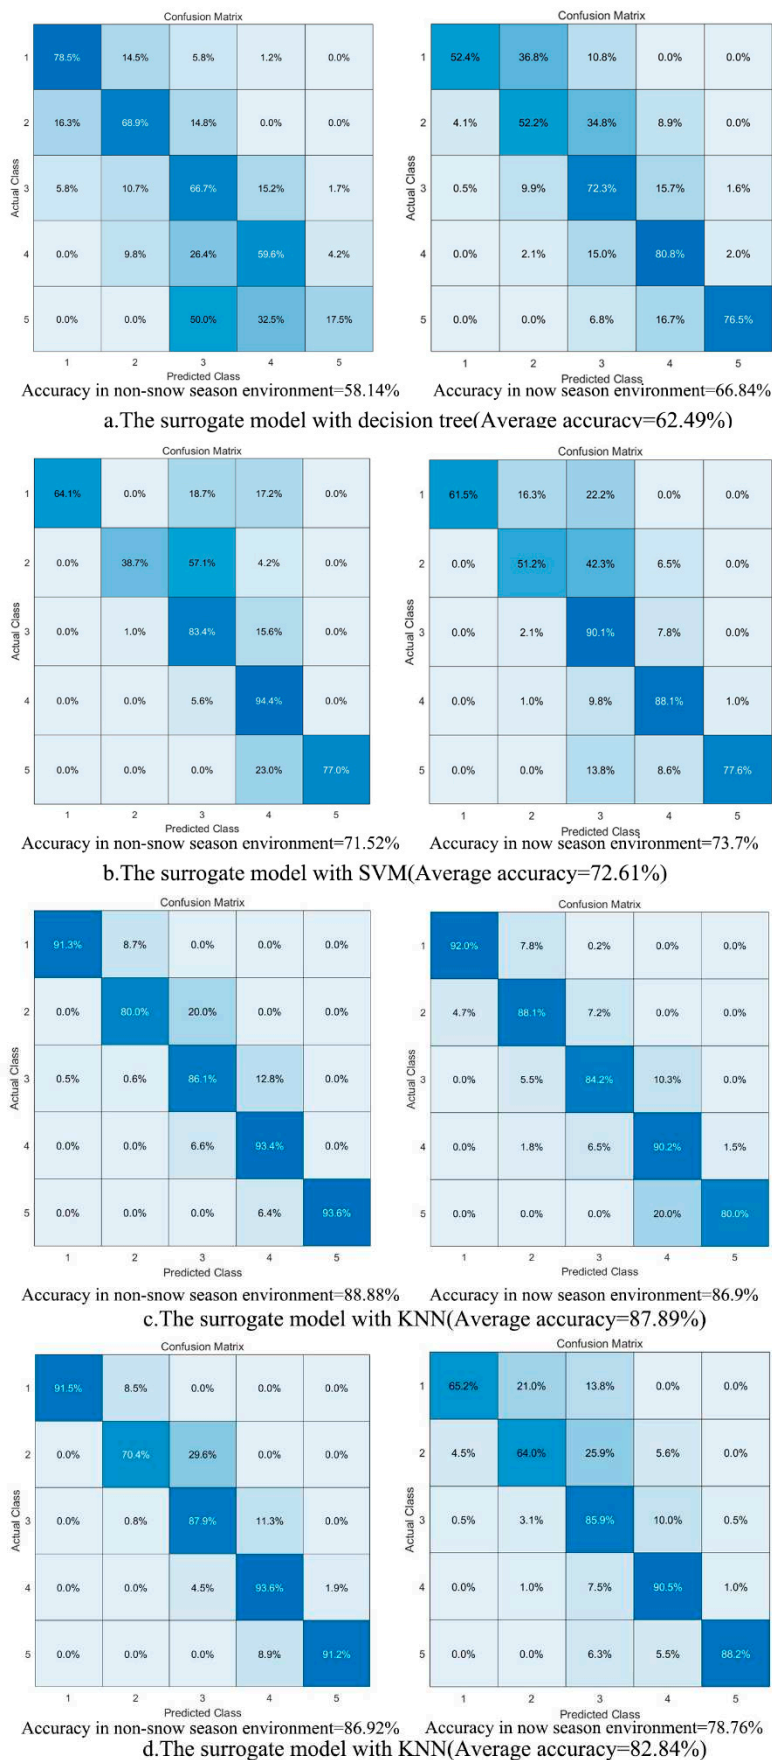 Confusion Matrix
1 78.5% 14.5% 5.8% 1.2% 0.0%
2 16.3% 68.9% 14.8% 0.0% 0.0%
3 5.8% 10.7% 66.7% 15.2% 1.7%
4 0.0% 9.8% 26.4% 59.6% 4.2%
5 0.0% 0.0% 50.0% 32.5% 17.5%
Actual Class
1 2 3 4 5
Predicted Class
Accuracy in non-snow season environment=58.14%
Confusion Matrix
1 52.4% 36.8% 10.8% 0.0% 0.0%
2 4.1% 52.2% 34.8% 8.9% 0.0%
3 0.5% 9.9% 72.3% 15.7% 1.6%
4 0.0% 2.1% 15.0% 80.8% 2.0%
5 0.0% 0.0% 6.8% 16.7% 76.5%
Actual Class
1 2 3 4 5
Predicted Class
Accuracy in now season environment=66.84%
a.The surrogate model with decision tree(Average accuracy=62.49%)
Confusion Matrix
1 64.1% 0.0% 18.7% 17.2% 0.0%
2 0.0% 38.7% 57.1% 4.2% 0.0%
3 0.0% 1.0% 83.4% 15.6% 0.0%
4 0.0% 0.0% 5.6% 94.4% 0.0%
5 0.0% 0.0% 0.0% 23.0% 77.0%
Actual Class
1 2 3 4 5
Predicted Class
Accuracy in non-snow season environment=71.52%
Confusion Matrix
1 61.5% 16.3% 22.2% 0.0% 0.0%
2 0.0% 51.2% 42.3% 6.5% 0.0%
3 0.0% 2.1% 90.1% 7.8% 0.0%
4 0.0% 1.0% 9.8% 88.1% 1.0%
5 0.0% 0.0% 13.8% 8.6% 77.6%
Actual Class
1 2 3 4 5
Predicted Class
Accuracy in now season environment=73.7%
b.The surrogate model with SVM(Average accuracy=72.61%)
Confusion Matrix
1 91.3% 8.7% 0.0% 0.0% 0.0%
2 0.0% 80.0% 20.0% 0.0% 0.0%
3 0.5% 0.6% 86.1% 12.8% 0.0%
4 0.0% 0.0% 6.6% 93.4% 0.0%
5 0.0% 0.0% 0.0% 6.4% 93.6%
Actual Class
1 2 3 4 5
Predicted Class
Accuracy in non-snow season environment=88.88%
Confusion Matrix
1 92.0% 7.8% 0.2% 0.0% 0.0%
2 4.7% 88.1% 7.2% 0.0% 0.0%
3 0.0% 5.5% 84.2% 10.3% 0.0%
4 0.0% 1.8% 6.5% 90.2% 1.5%
5 0.0% 0.0% 0.0% 20.0% 80.0%
Actual Class
1 2 3 4 5
Predicted Class
Accuracy in now season environment=86.9%
c.The surrogate model with KNN(Average accuracy=87.89%)
Confusion Matrix
1 91.5% 8.5% 0.0% 0.0% 0.0%
2 0.0% 70.4% 29.6% 0.0% 0.0%
3 0.0% 0.8% 87.9% 11.3% 0.0%
4 0.0% 0.0% 4.5% 93.6% 1.9%
5 0.0% 0.0% 0.0% 8.9% 91.2%
Actual Class
1 2 3 4 5
Predicted Class
Accuracy in non-snow season environment=86.92%
Confusion Matrix
1 65.2% 21.0% 13.8% 0.0% 0.0%
2 4.5% 64.0% 25.9% 5.6% 0.0%
3 0.5% 3.1% 85.9% 10.0% 0.5%
4 0.0% 1.0% 7.5% 90.5% 1.0%
5 0.0% 0.0% 6.3% 5.5% 88.2%
Actual Class
1 2 3 4 5
Predicted Class
Accuracy in now season environment=78.76%
d.The surrogate model with KNN(Average accuracy=82.84%)